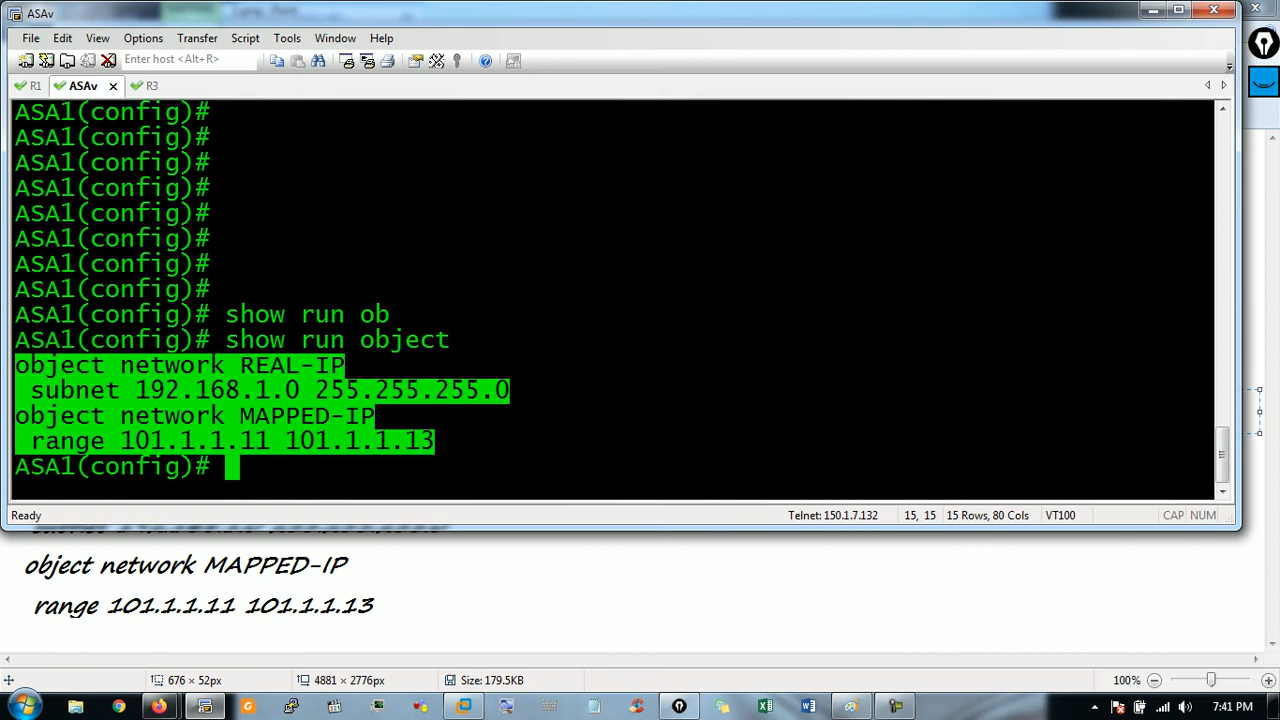 ASAv
File Edit View Options Transfer Script Tools Window Help
Enter host <Alt+R>
R1 ASAv R3
ASA1(config)#
ASA1(config)#
ASA1(config)#
ASA1(config)#
ASA1(config)#
ASA1(config)#
ASA1(config)#
ASA1(config)#
ASA1(config)# show run ob
ASA1(config)# show run object
object network REAL-IP
subnet 192.168.1.0 255.255.255.0
object network MAPPED-IP
range 101.1.1.11 101.1.1.13
ASA1(config)#
Ready Telnet: 150.1.7.132 15, 15 15 Rows, 80 Cols VT100 CAP NUM
object network MAPPED-IP
range 101.1.1.11 101.1.1.13
676 × 52px 4881 × 2776px Size: 179.5KB 100%
7:41 PM